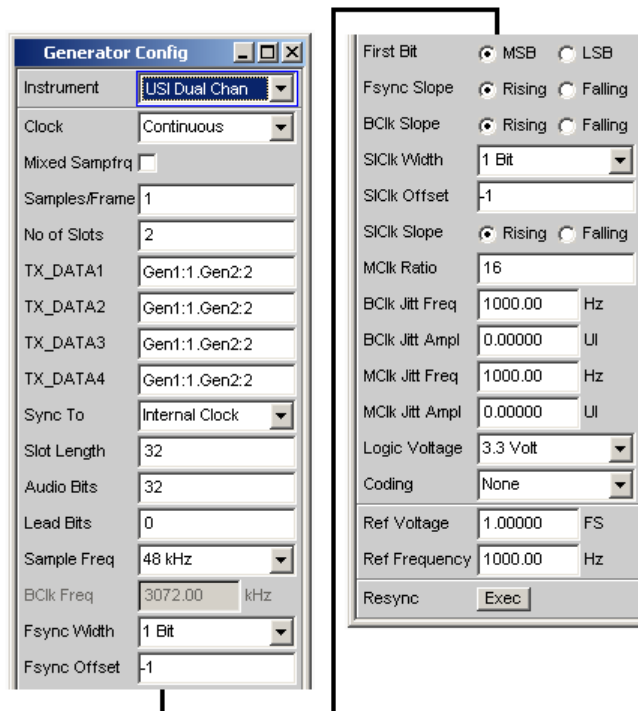 Generator Config
Instrument USI Dual Chan
Clock Continuous
Mixed Sampfrq
Samples/Frame 1
No of Slots 2
TX_DATA1 Gen1:1.Gen2:2
TX_DATA2 Gen1:1.Gen2:2
TX_DATA3 Gen1:1.Gen2:2
TX_DATA4 Gen1:1.Gen2:2
Sync To Internal Clock
Slot Length 32
Audio Bits 32
Lead Bits 0
Sample Freq 48 kHz
BClk Freq 3072.00 kHz
Fsync Width 1 Bit
Fsync Offset -1
First Bit MSB LSB
Fsync Slope Rising Falling
BClk Slope Rising Falling
SlClk Width 1 Bit
SlClk Offset -1
SlClk Slope Rising Falling
MClk Ratio 16
BClk Jitt Freq 1000.00 Hz
BClk Jitt Ampl 0.00000 UI
MClk Jitt Freq 1000.00 Hz
MClk Jitt Ampl 0.00000 UI
Logic Voltage 3.3 Volt
Coding None
Ref Voltage 1.00000 FS
Ref Frequency 1000.00 Hz
Resync Exec